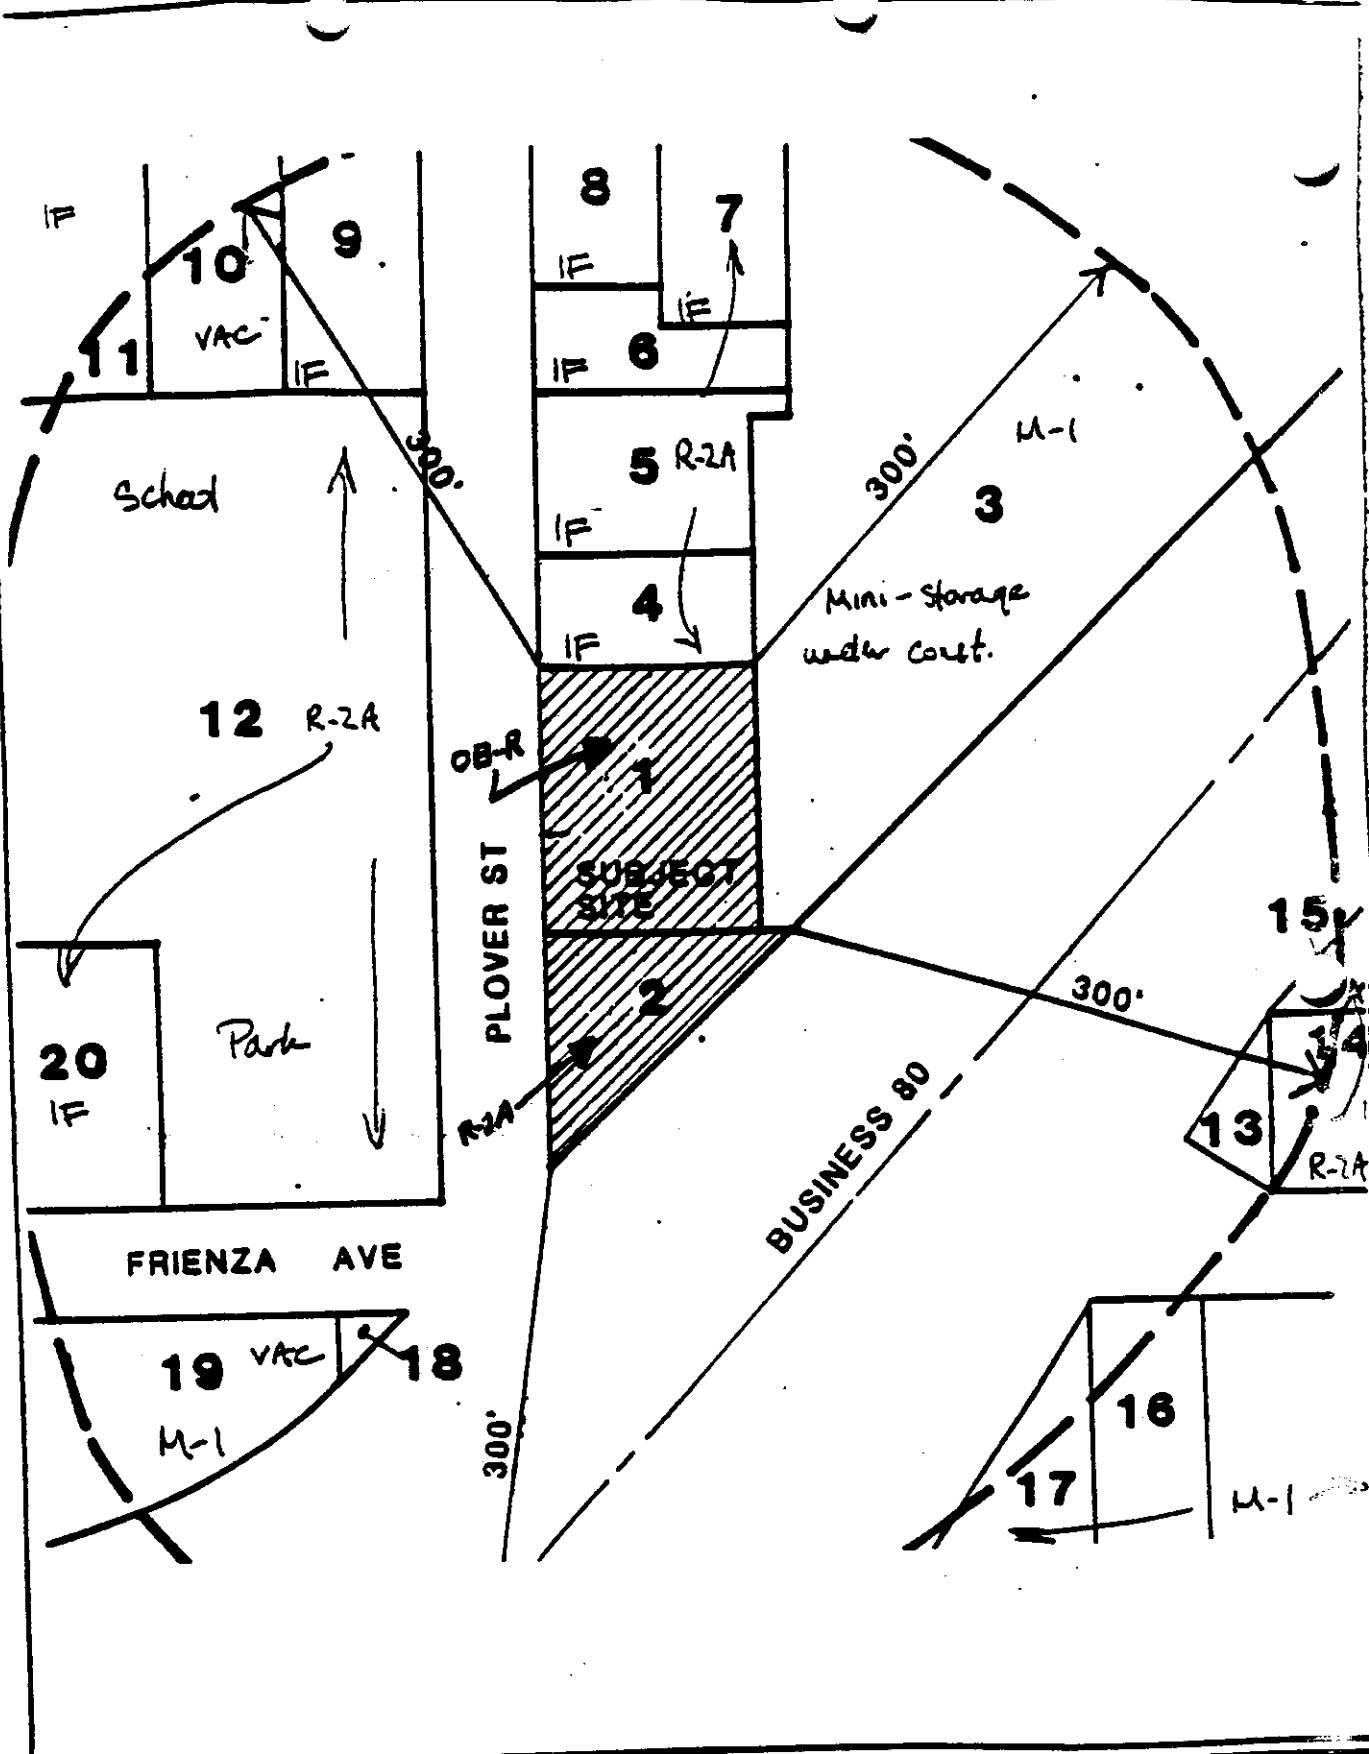 8
7
IF
10
9
IF
IF
VAC
11
6
IF
IF
M-1
300'
300'
5 R-2A
School
3
IF
4
Mini-Storage
IF
under const.
12 R-2A
OB-R
1
PLOVER ST
SUBJECT
SITE
15
2
300'
Park
20
14
IF
BUSINESS 80
R-2A
13
R-2A
FRIENZA AVE
19 VAC
18
16
M-1
300'
17
M-1